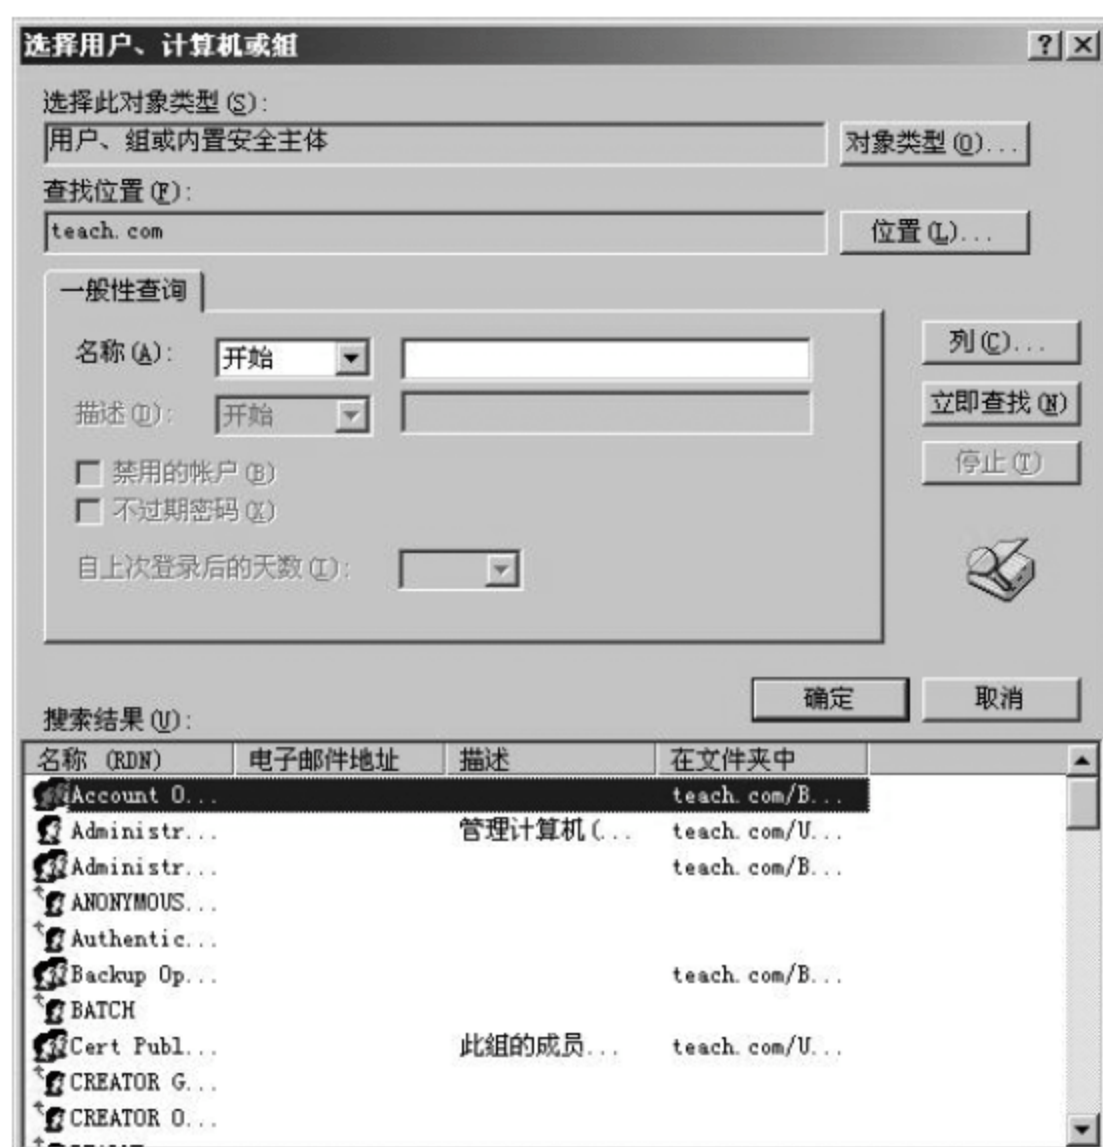 选择用户、计算机或组
选择此对象类型(S):
用户、组或内置安全主体 对象类型(O)...
查找位置(F):
teach.com 位置(L)...
一般性查询
名称(A): 开始 列(C)...
描述(D): 开始 立即查找(N)
禁用的帐户(B) 停止(T)
不过期密码(X)
自上次登录后的天数(I):
确定 取消
搜索结果(U):
名称 (RDN) 电子邮件地址 描述 在文件夹中
Account O... teach.com/B...
Administr... 管理计算机(... teach.com/U...
Administr... teach.com/B...
ANONYMOUS...
Authentic...
Backup Op... teach.com/B...
BATCH
Cert Publ... 此组的成员... teach.com/U...
CREATOR G...
CREATOR O...